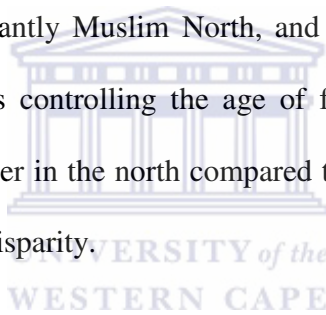 antly Muslim North, and
s controlling the age of f
er in the north compared t
isparity.
UNIVERSITY of the
WESTERN CAPE